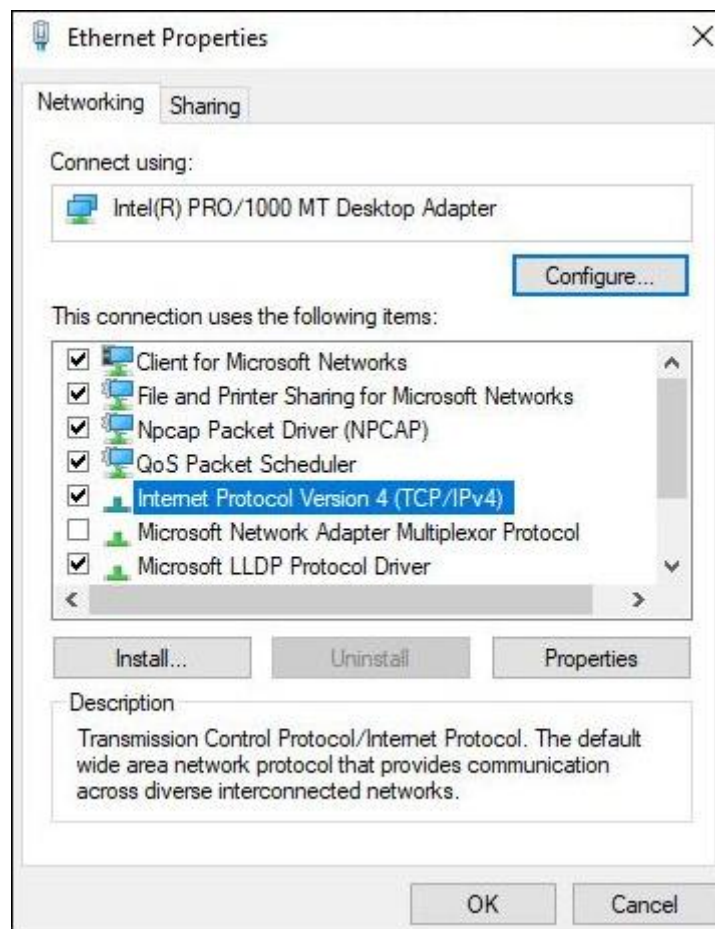 Ethernet Properties
Networking
Sharing
Connect using:
Intel(R) PRO/1000 MT Desktop Adapter
Configure...
This connection uses the following items:
Client for Microsoft Networks
File and Printer Sharing for Microsoft Networks
Npcap Packet Driver (NPCAP)
QoS Packet Scheduler
Internet Protocol Version 4 (TCP/IPv4)
Microsoft Network Adapter Multiplexor Protocol
Microsoft LLDP Protocol Driver
Install...
Uninstall
Properties
Description
Transmission Control Protocol/Internet Protocol. The default
wide area network protocol that provides communication
across diverse interconnected networks.
OK
Cancel